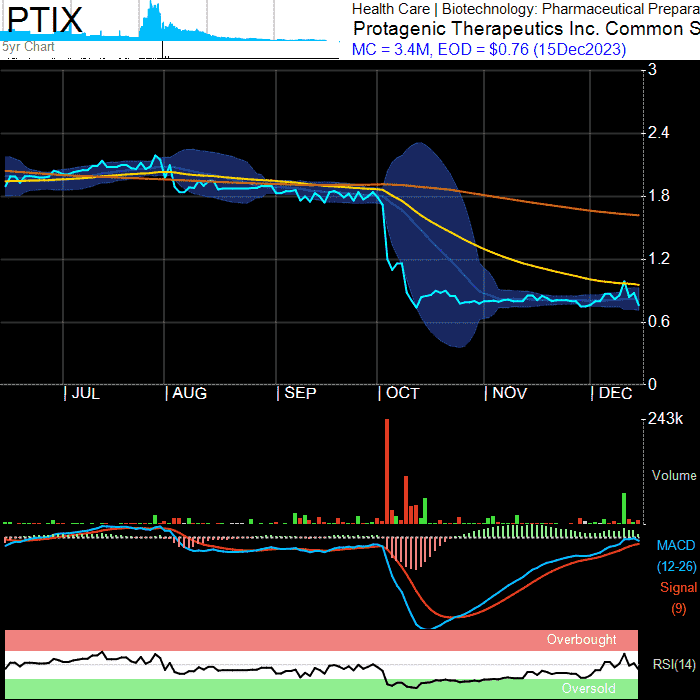 PTIX
5yr Chart
Health Care | Biotechnology: Pharmaceutical Prepara
Protagenic Therapeutics Inc. Common S
MC = 3.4M, EOD = $0.76 (15Dec2023)
3
2.4
1.8
1.2
0.6
0
JUL AUG SEP OCT NOV DEC
243k
Volume
MACD
(12-26)
Signal
(9)
Overbought
RSI(14)
Oversold